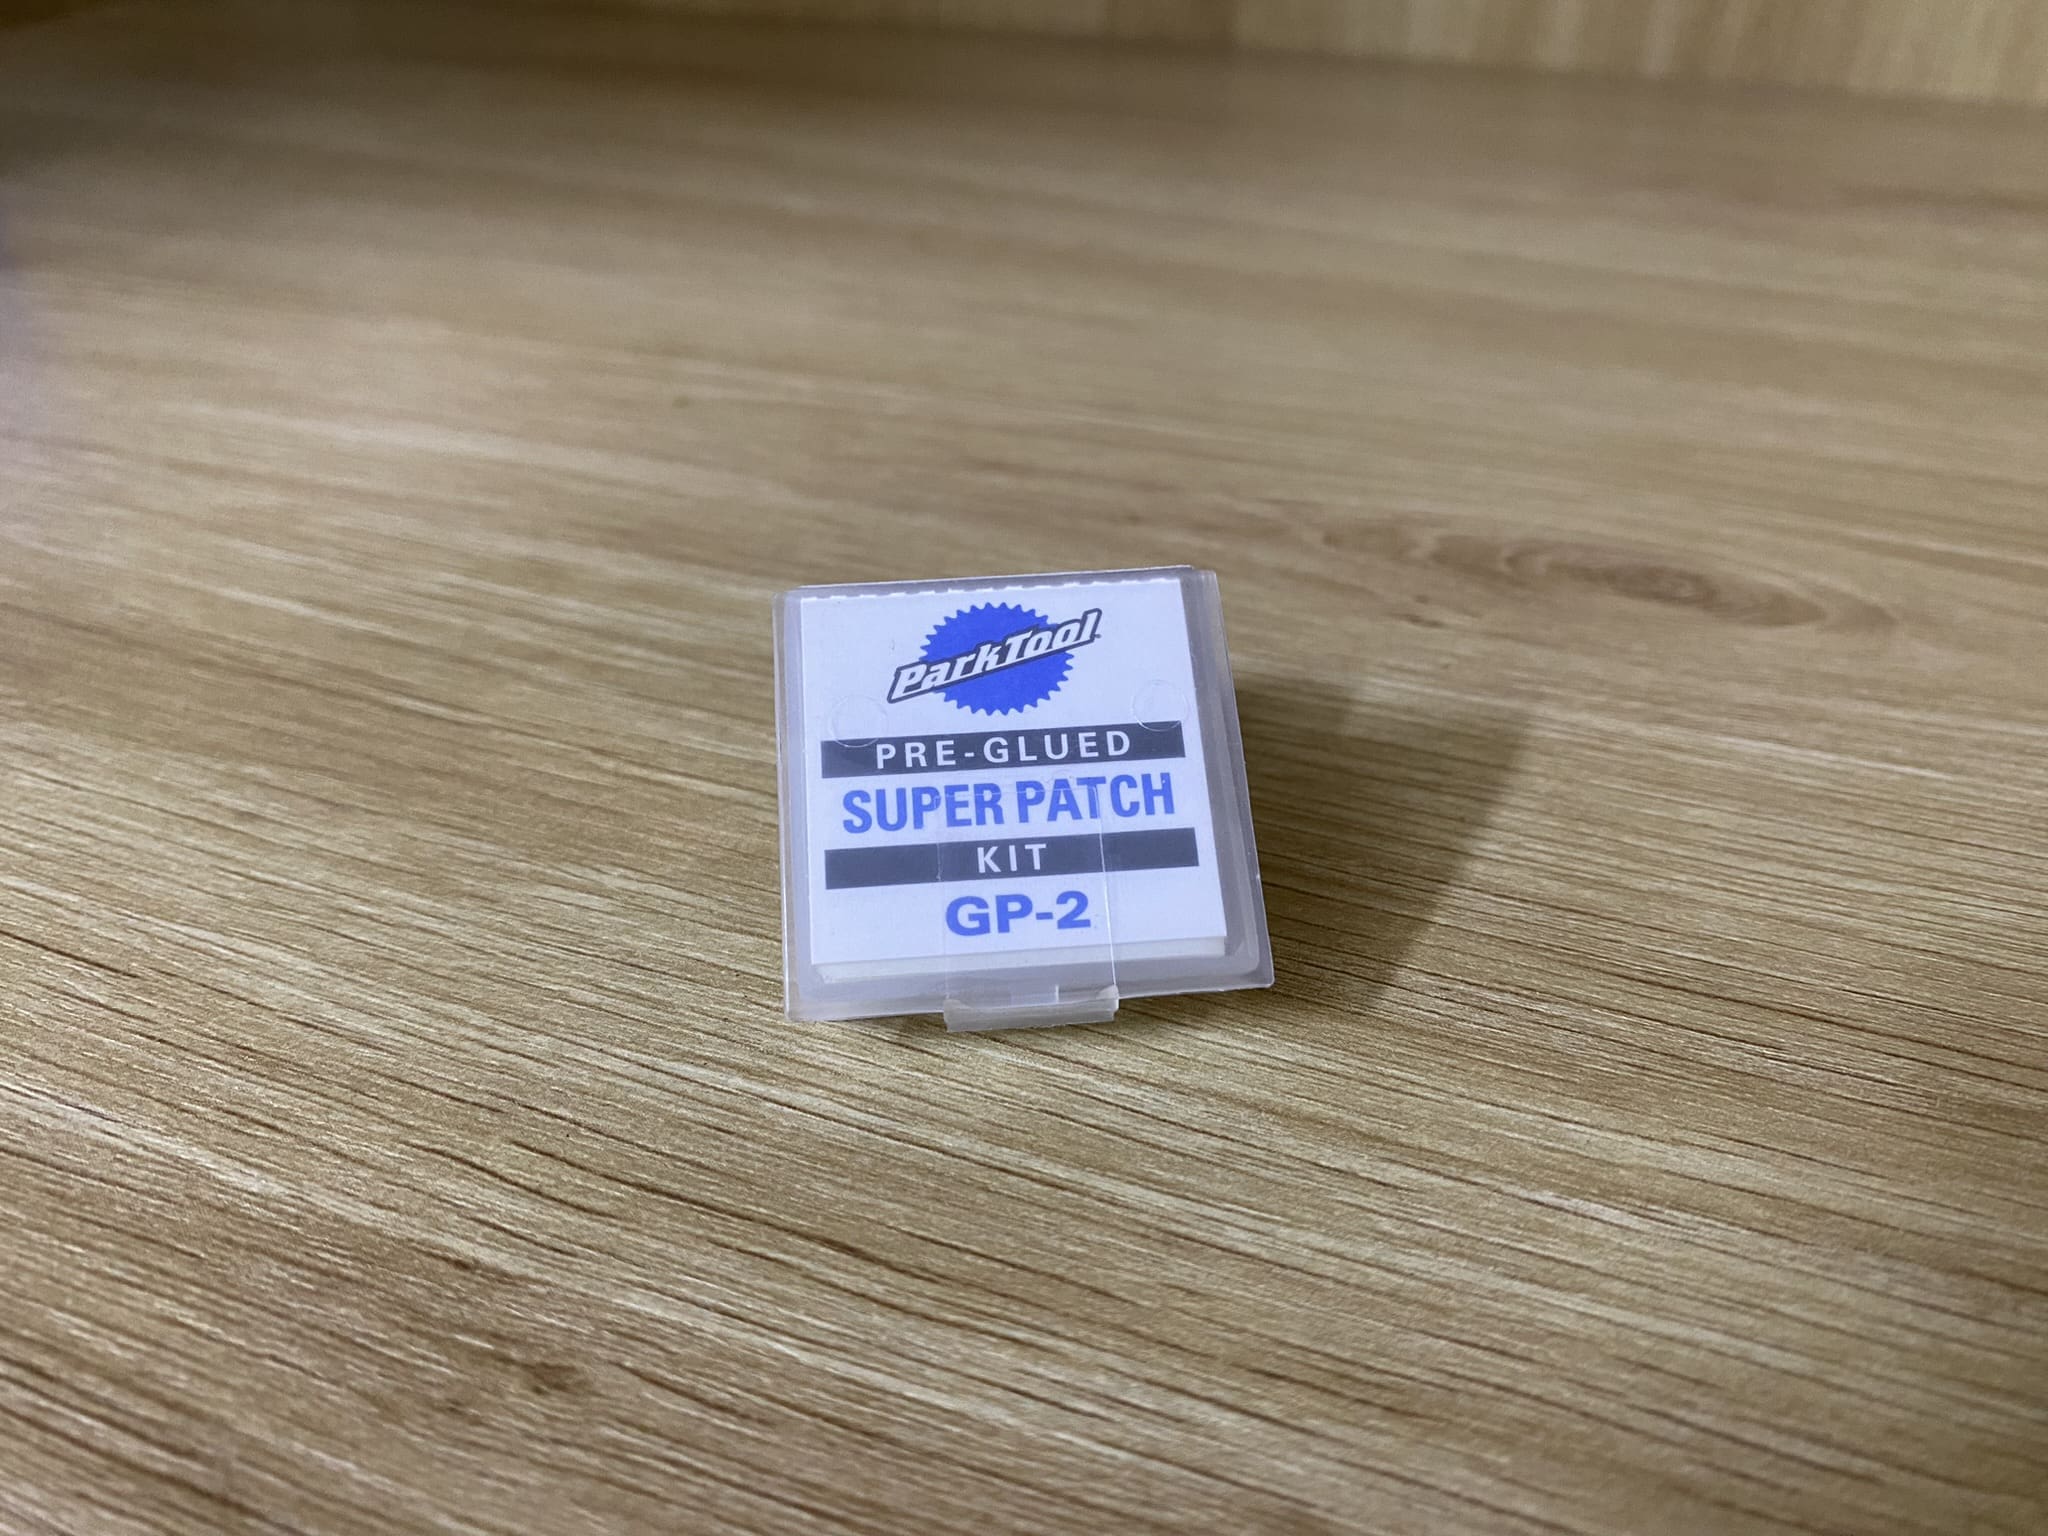 ParkTool
PRE-GLUED
SUPER PATCH
KIT
GP-2